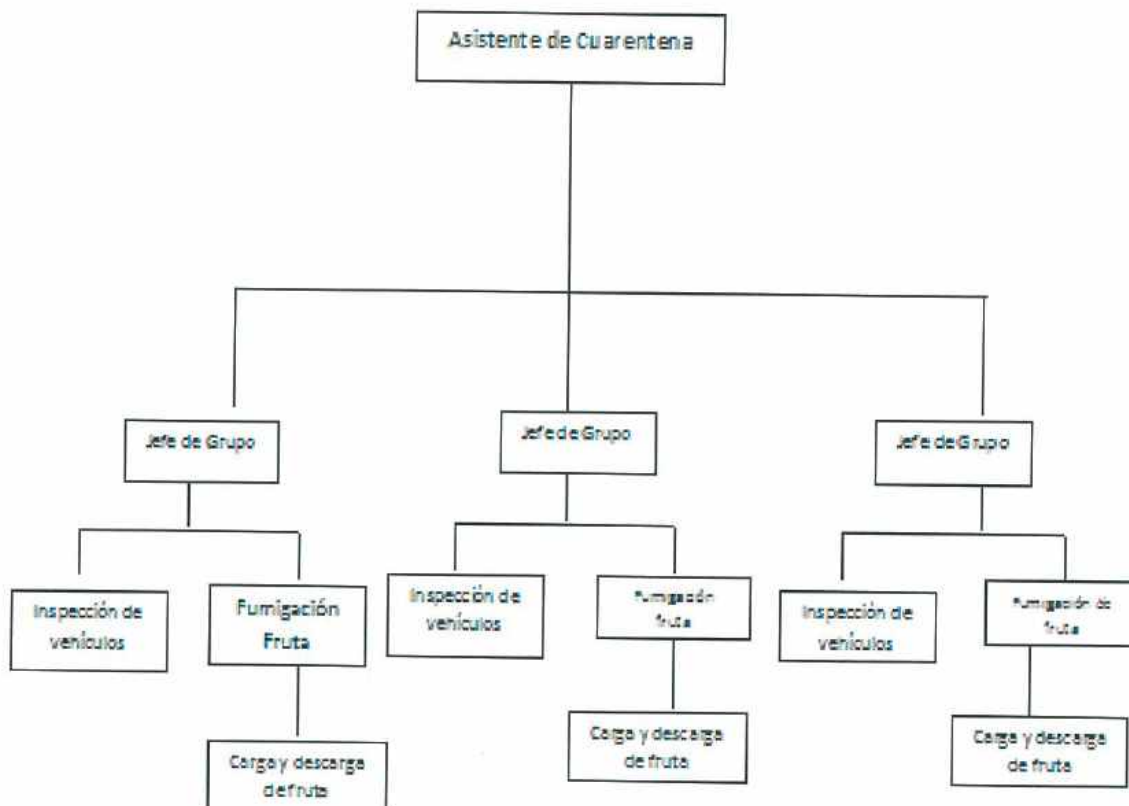 Asistente de Cuarentena
Jefe de Grupo
Jefe de Grupo
Jefe de Grupo
Inspección de
vehículos
Fumigación
Fruta
Inspección de
vehículos
Fumigación
fruta
Inspección de
vehículos
Fumigación de
fruta
Carga y descarga
de fruta
Carga y descarga
de fruta
Carga y descarga
de fruta